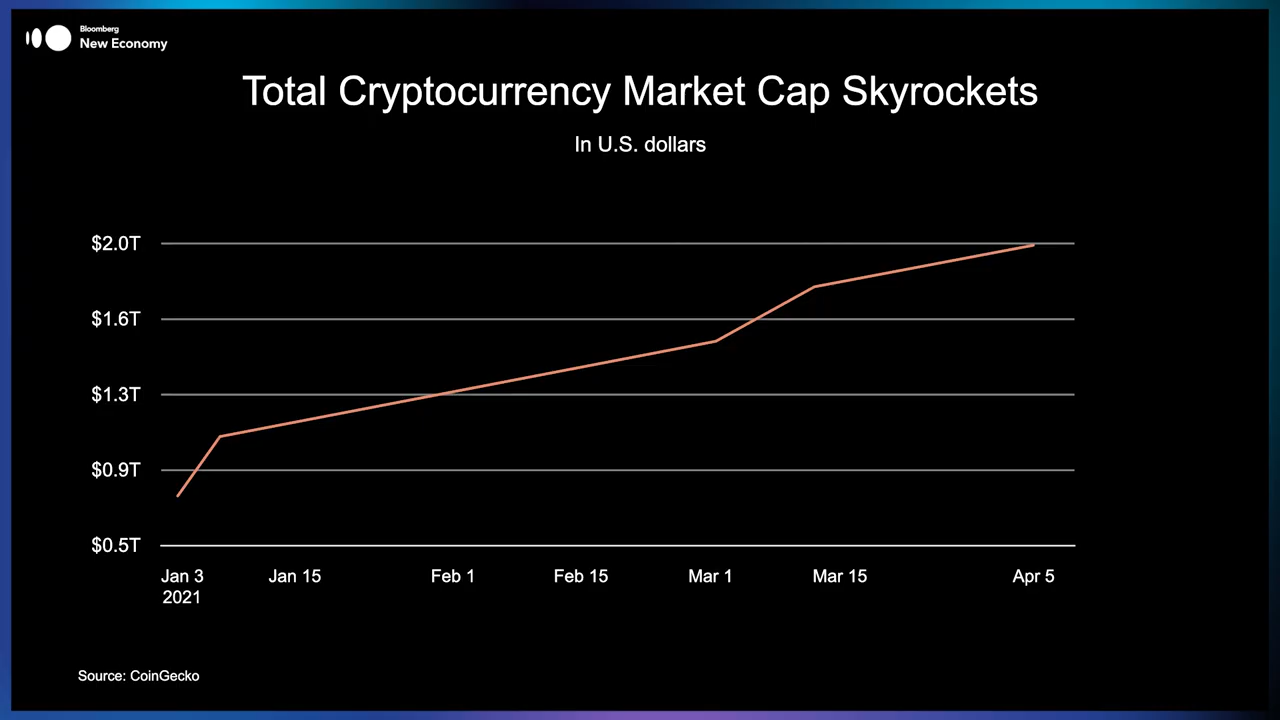 Bloomberg
New Economy
Total Cryptocurrency Market Cap Skyrockets
In U.S. dollars
$2.0T
$1.6T
$1.3T
$0.9T
$0.5T
Jan 3 Jan 15 Feb 1 Feb 15 Mar 1 Mar 15 Apr 5
2021
Source: CoinGecko